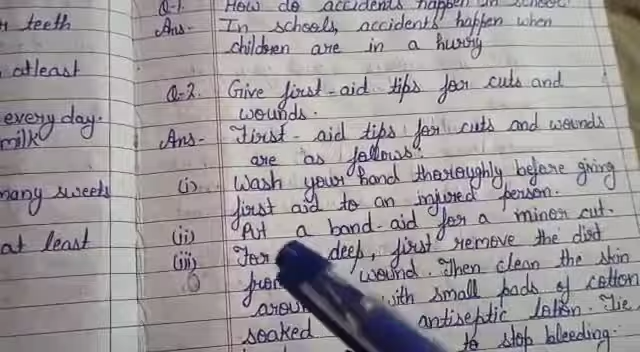 h teeth
atleast
every day.
milk
many sweets
at least
Q-1. How do accidents happen in school?
Ans- In schools, accidents happen when
children are in a hurry
Q-2. Give first-aid tips for cuts and
wounds.
Ans- First-aid tips for cuts and wounds
are as follows:
(i) Wash your hand thoroughly before giving
first aid to an injured person.
(ii) Put a band-aid for a minor cut.
(iii) For deep, first remove the dirt
wound. Then clean the skin
with small pads of cotton
soaked antiseptic lotion. Tie
to stop bleeding.